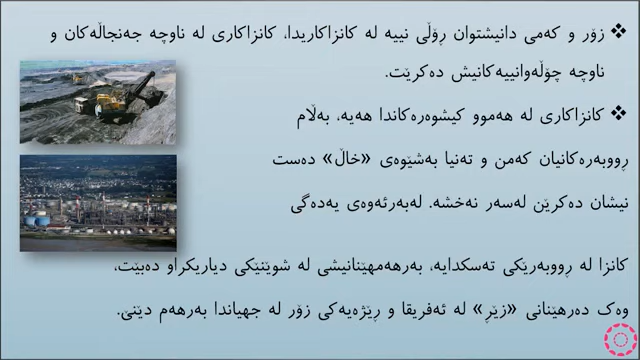 ❖ زۆر و کەمی دانیشتوان ڕۆڵی نییە لە کانزاکاریدا، کانزاکاری لە ناوچە جەنجاڵەکان و
ناوچە چۆڵەوانییەکانیش دەکرێت.
❖ کانزاکاری لە هەموو کیشوەرەکاندا هەیە، بەڵام
ڕووبەرەکانیان کەمن و تەنیا بەشێوەی «خاڵ» دەست
نیشان دەکرێن لەسەر نەخشە. لەبەرئەوەی یەدەگی
کانزا لە ڕووبەرێکی تەسکدایە، بەرهەمهێنانیشی لە شوێنێکی دیاریکراو دەبێت،
وەک دەرهێنانی «زێڕ» لە ئەفریقا و ڕێژەیەکی زۆر لە جهیاندا بەرهەم دێنێ.